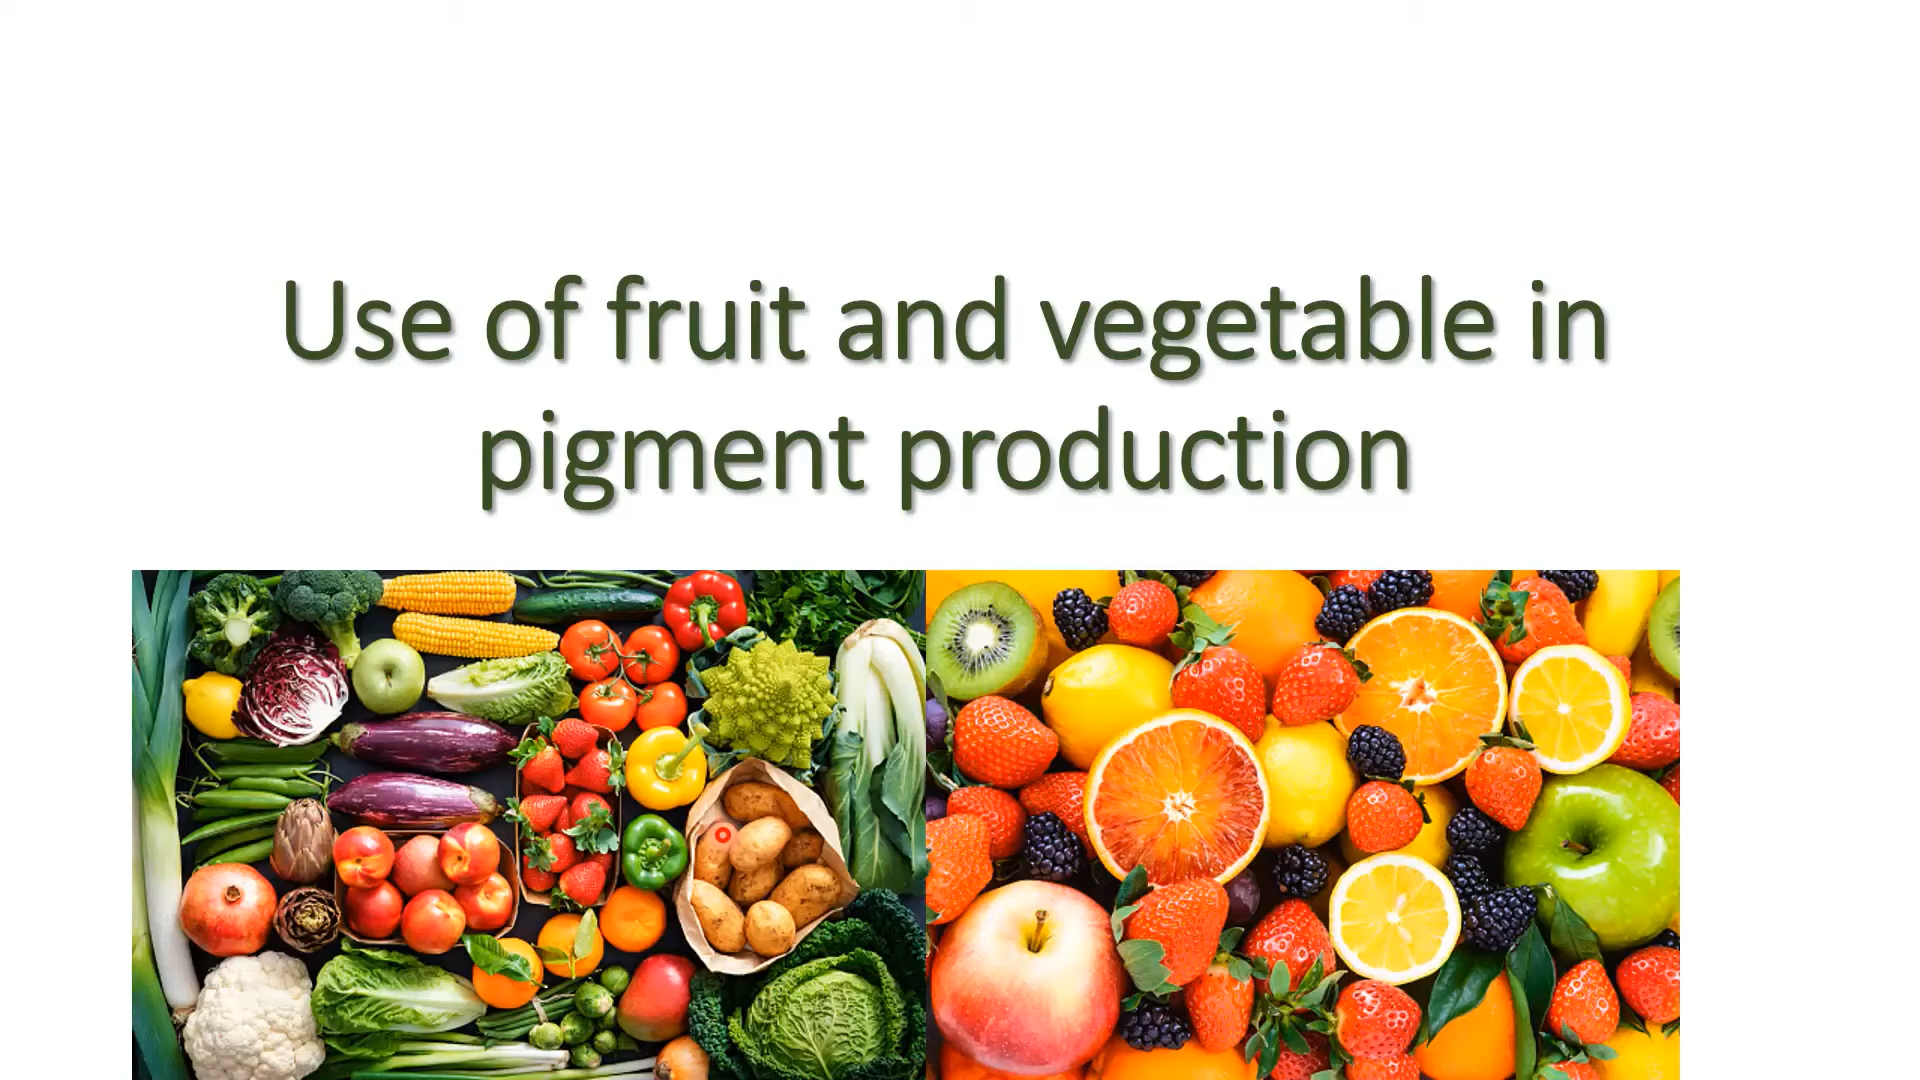 Use of fruit and vegetable in
pigment production